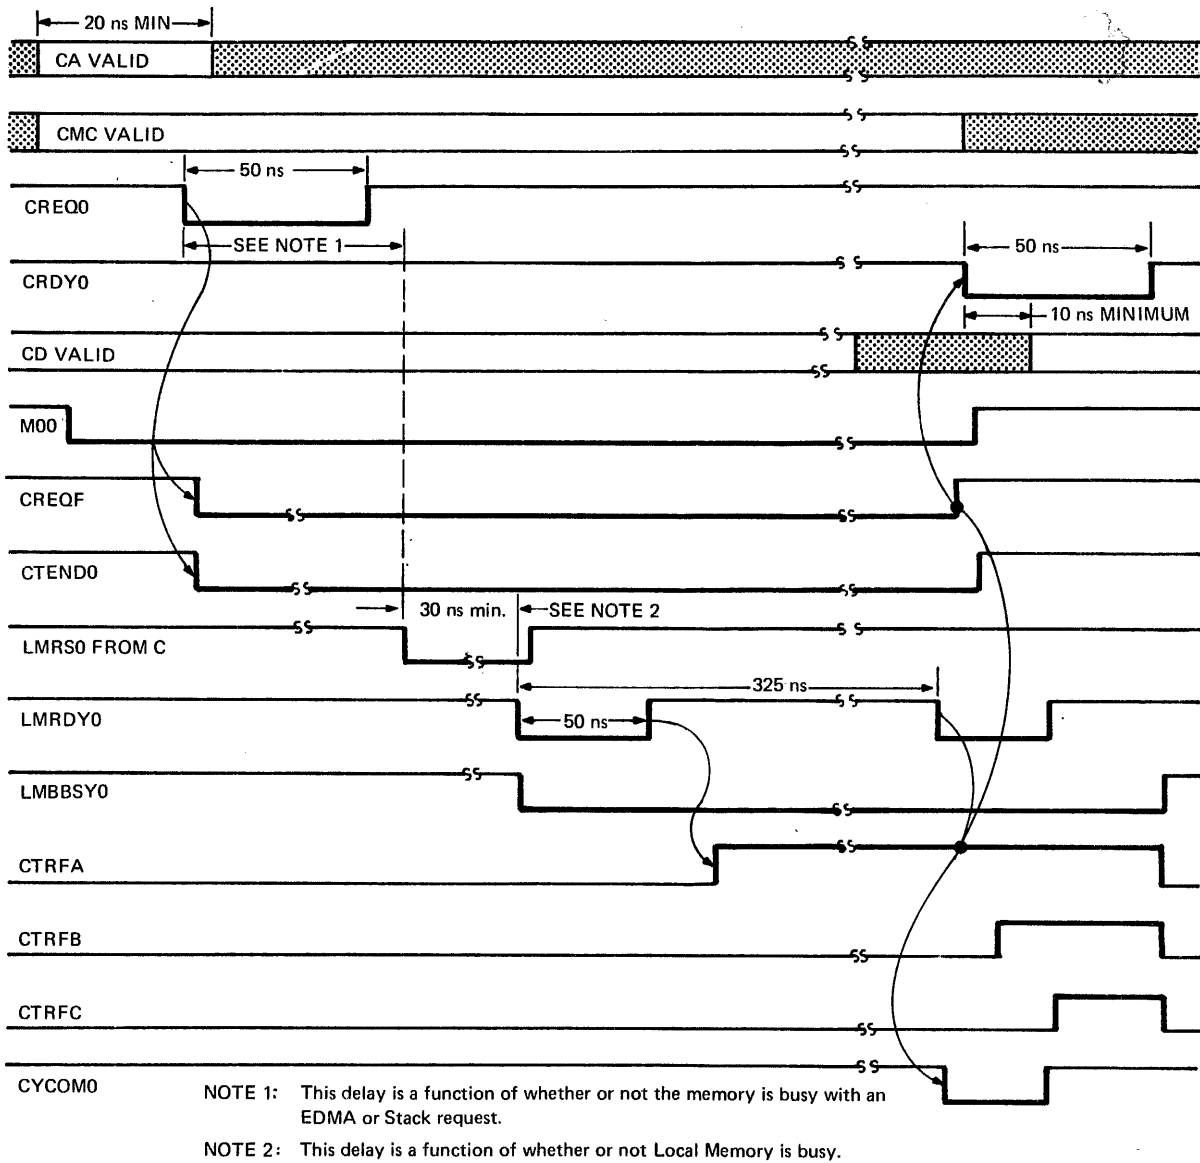 20 ns MIN
CA VALID
CMC VALID
50 ns
CREQ0
SEE NOTE 1
50 ns
CRDY0
10 ns MINIMUM
CD VALID
M00
CREQF
CTEND0
30 ns min.
SEE NOTE 2
LMRS0 FROM C
325 ns
LMRDY0
50 ns
LMBBSY0
CTRFA
CTRFB
CTRFC
CYCOM0
NOTE 1: This delay is a function of whether or not the memory is busy with an
EDMA or Stack request.
NOTE 2: This delay is a function of whether or not Local Memory is busy.